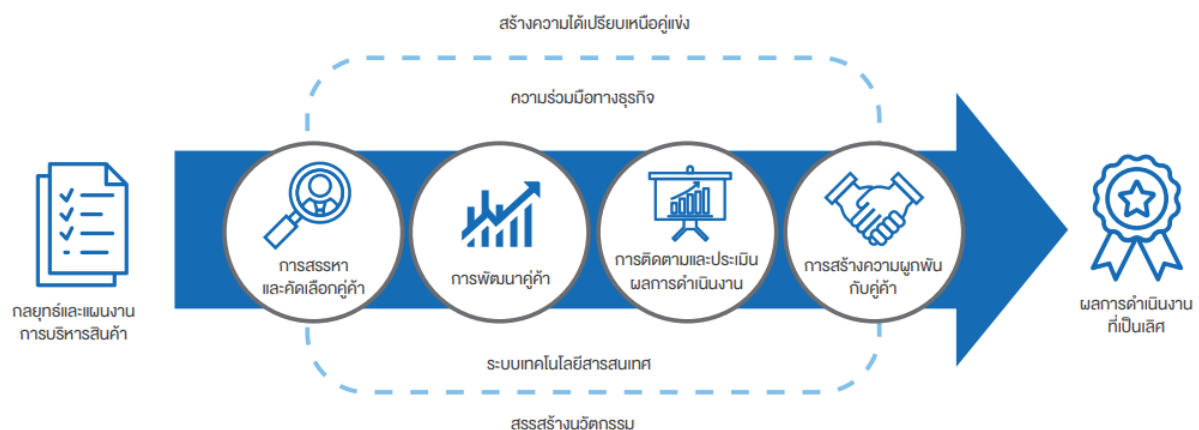 สร้างความได้เปรียบเหนือคู่แข่ง
ความร่วมมือทางธุรกิจ
กลยุทธ์และแผนงาน
การบริหารสินค้า
การสรรหา
และคัดเลือกคู่ค้า
การพัฒนาคู่ค้า
การติดตามและประเมิน
ผลการดำเนินงาน
การสร้างความผูกพัน
กับคู่ค้า
ผลการดำเนินงาน
ที่เป็นเลิศ
ระบบเทคโนโลยีสารสนเทศ
สรรสร้างนวัตกรรม